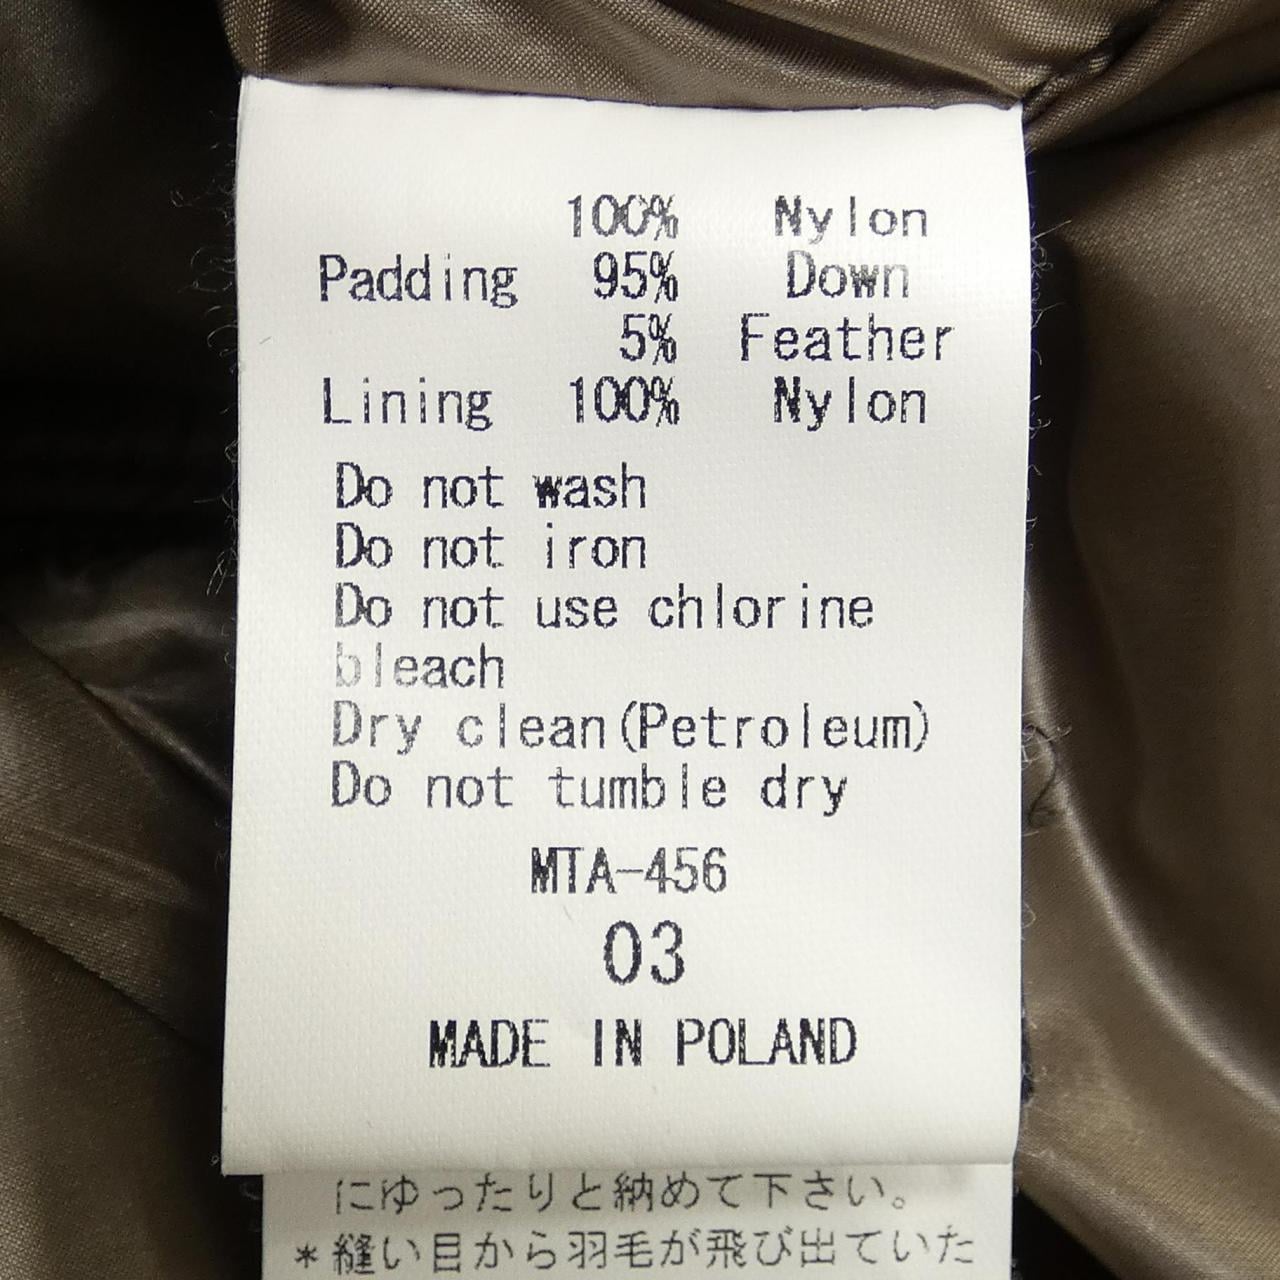 100% Nylon
Padding 95% Down
5% Feather
Lining 100% Nylon
Do not wash
Do not iron
Do not use chlorine
bleach
Dry clean(Petroleum)
Do not tumble dry
MTA-456
03
MADE IN POLAND
にゆったりと納めて下さい。
*縫い目から羽毛が飛び出ていた